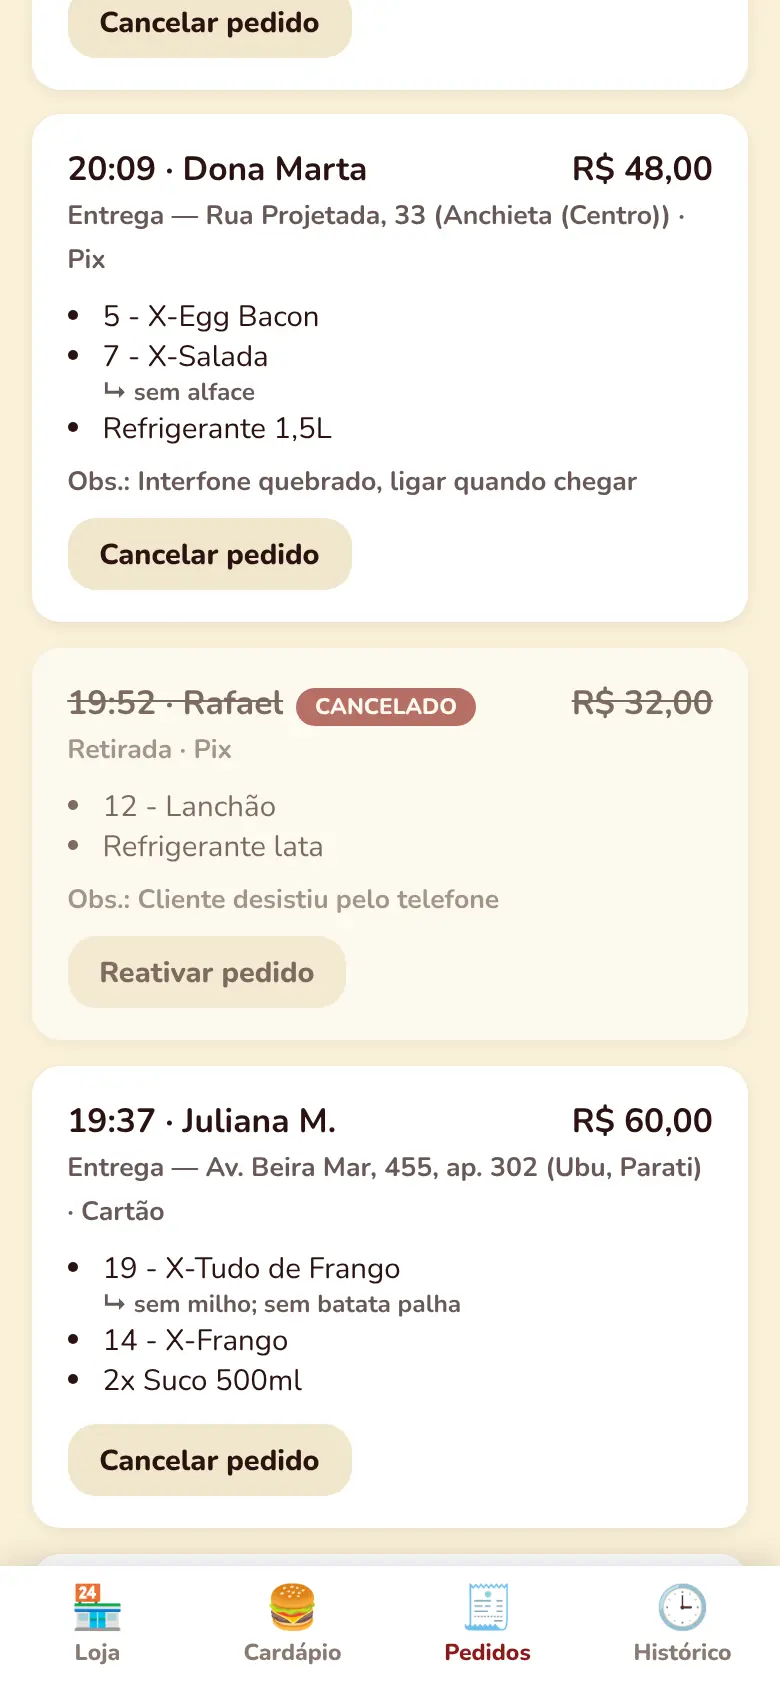 Cancelar pedido
20:09 · Dona Marta R$ 48,00
Entrega — Rua Projetada, 33 (Anchieta (Centro)) ·
Pix
• 5 - X-Egg Bacon
• 7 - X-Salada
↳ sem alface
• Refrigerante 1,5L
Obs.: Interfone quebrado, ligar quando chegar
Cancelar pedido
19:52 · Rafael CANCELADO R$ 32,00
Retirada · Pix
• 12 - Lanchão
• Refrigerante lata
Obs.: Cliente desistiu pelo telefone
Reativar pedido
19:37 · Juliana M. R$ 60,00
Entrega — Av. Beira Mar, 455, ap. 302 (Ubu, Parati)
· Cartão
• 19 - X-Tudo de Frango
↳ sem milho; sem batata palha
• 14 - X-Frango
• 2x Suco 500ml
Cancelar pedido
24
Loja Cardápio Pedidos Histórico